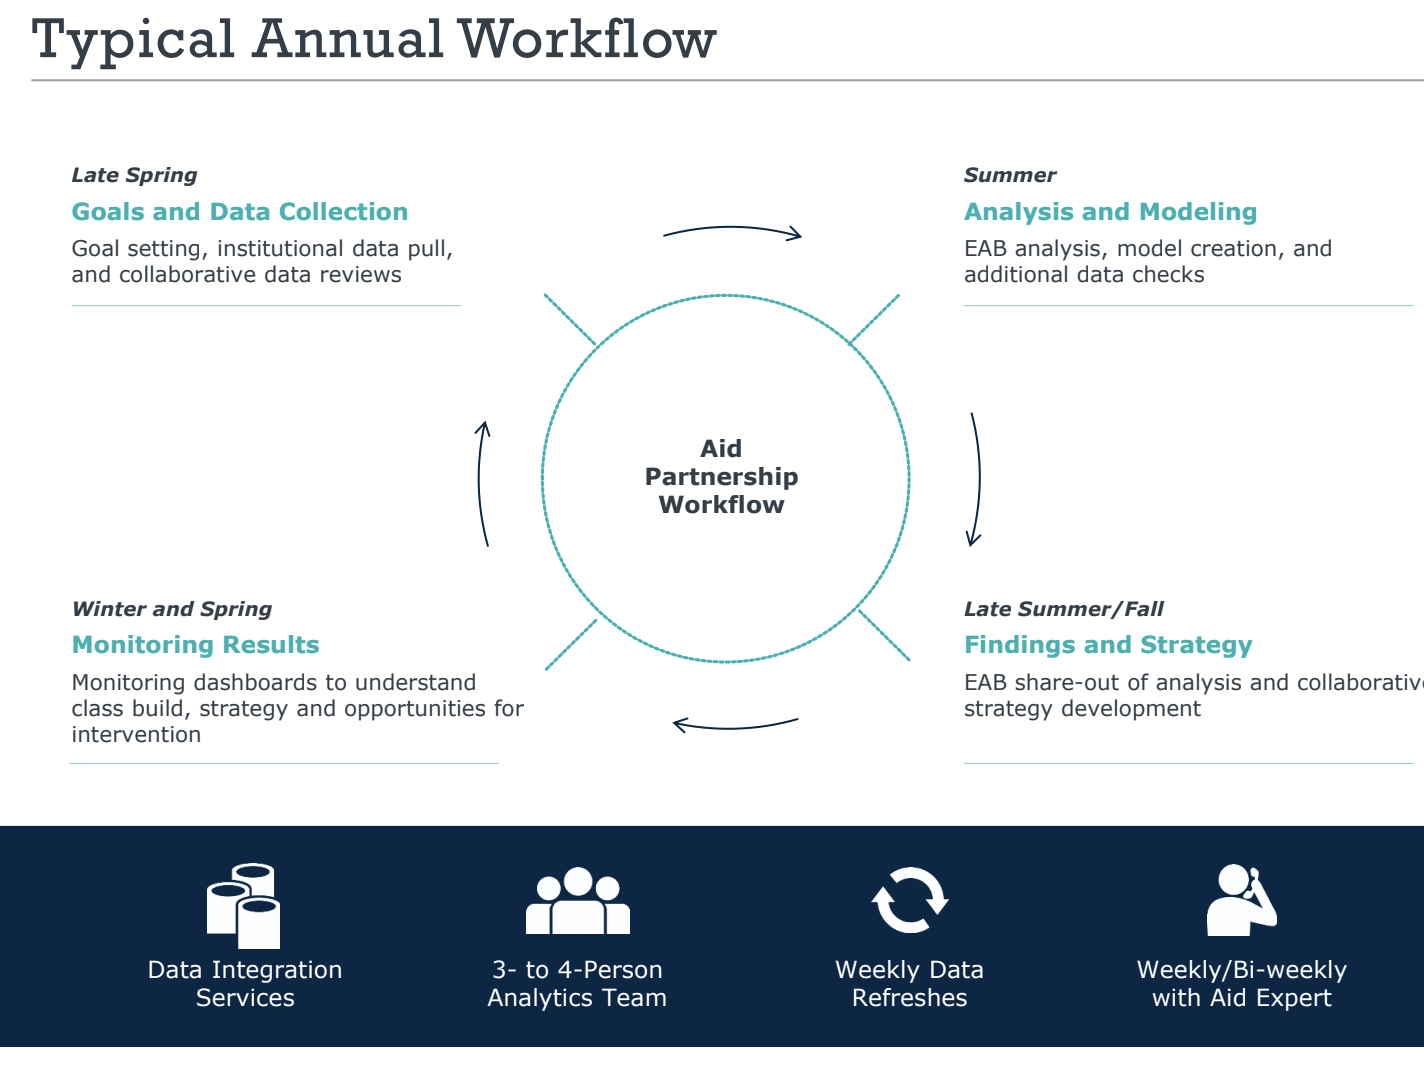 Typical Annual Workflow
Late Spring
Goals and Data Collection
Goal setting, institutional data pull,
and collaborative data reviews
Summer
Analysis and Modeling
EAB analysis, model creation, and
additional data checks
Aid
Partnership
Workflow
Winter and Spring
Monitoring Results
Monitoring dashboards to understand
class build, strategy and opportunities for
intervention
Late Summer/Fall
Findings and Strategy
EAB share-out of analysis and collaborative
strategy development
Data Integration
Services
3- to 4-Person
Analytics Team
Weekly Data
Refreshes
Weekly/Bi-weekly
with Aid Expert